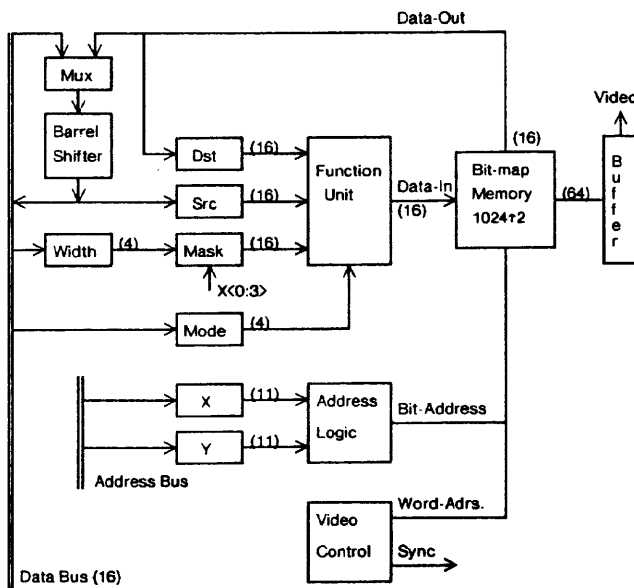 Data-Out
Mux
Video
Barrel
Shifter
(16)
Dst
(16)
Function
Unit
Data-In
(16)
Bit-map
Memory
1024↑2
(64)
Buffer
Src
(16)
Width
(4)
Mask
(16)
X<0:3>
Mode
(4)
X
(11)
Address
Logic
Bit-Address
Y
(11)
Address Bus
Word-Adrs.
Video
Control
Sync
Data Bus (16)